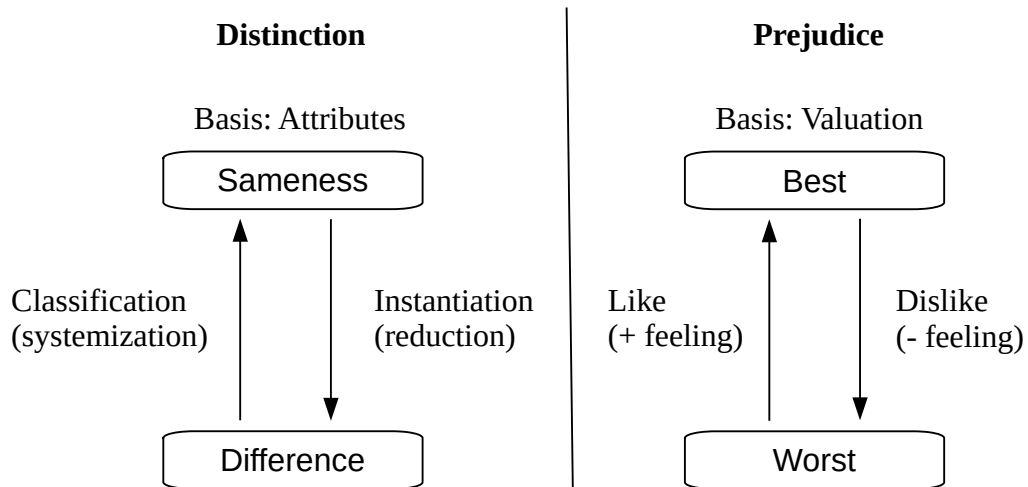 Distinction
Basis: Attributes
Sameness
Classification
(systemization)
Instantiation
(reduction)
Difference
Prejudice
Basis: Valuation
Best
Like
(+ feeling)
Dislike
(- feeling)
Worst